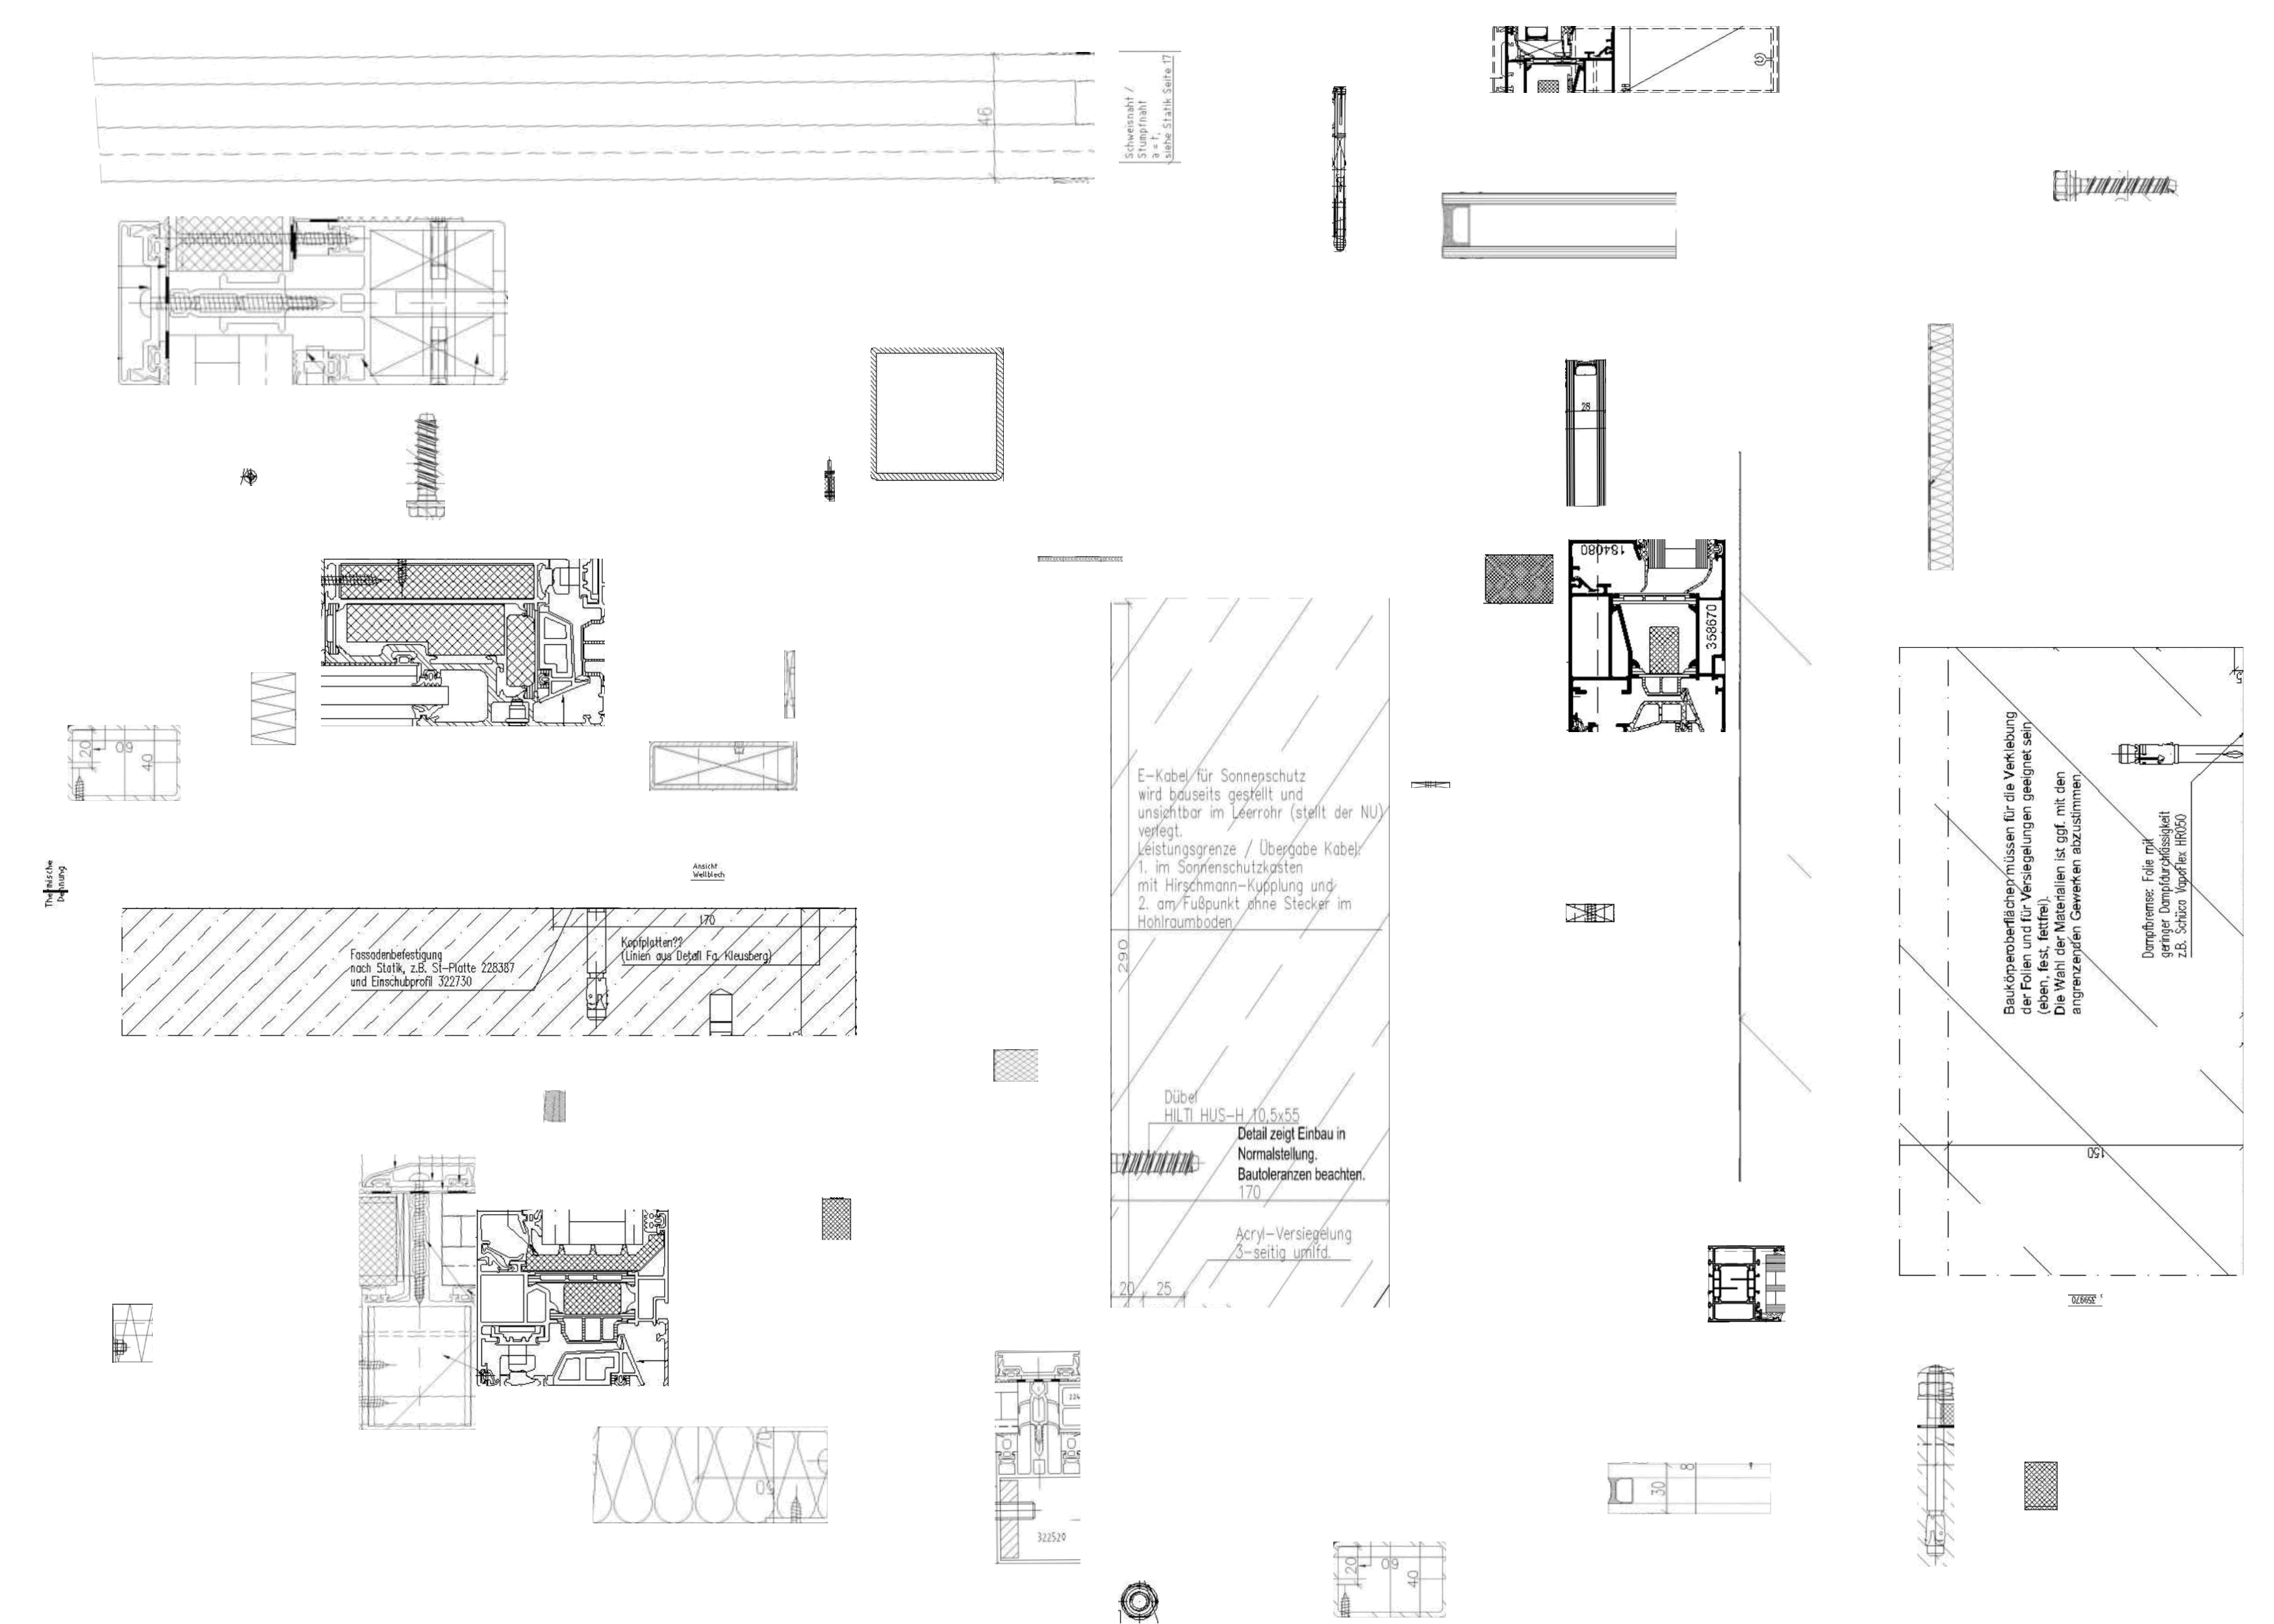 46
Schweisnaht /
Stumpfnaht
a = t,
siehe Statik Seite 17
28
184080
358670
20
60
40
E-Kabel für Sonnenschutz
wird bauseits gestellt und
unsichtbar im Leerrohr (stellt der NU)
verlegt.
Leistungsgrenze / Übergabe Kabel:
1. im Sonnenschutzkasten
mit Hirschmann-Kupplung und
2. am Fußpunkt ohne Stecker im
Hohlraumboden
290
Dübel
HILTI HUS-H 10,5x55
Detail zeigt Einbau in
Normalstellung.
Bautoleranzen beachten.
170
Acryl-Versiegelung
3-seitig umlfd.
20
25
Baukörperoberflächen müssen für die Verklebung
der Folien und für Versiegelungen geeignet sein
(eben, fest, fettfrei).
Die Wahl der Materialien ist ggf. mit den
angrenzenden Gewerken abzustimmen
Dampfbremse: Folie mit
geringer Dampfdurchlässigkeit
z.B. Schüco VapoFlex HR050
150
359970
Ansicht
Wellblech
170
Fassadenbefestigung
nach Statik, z.B. St-Platte 228387
und Einschubprofil 322730
Kopfplatten??
(Linien aus Detail Fa. Kleusberg)
70
50
224
322520
30
8
20
60
40